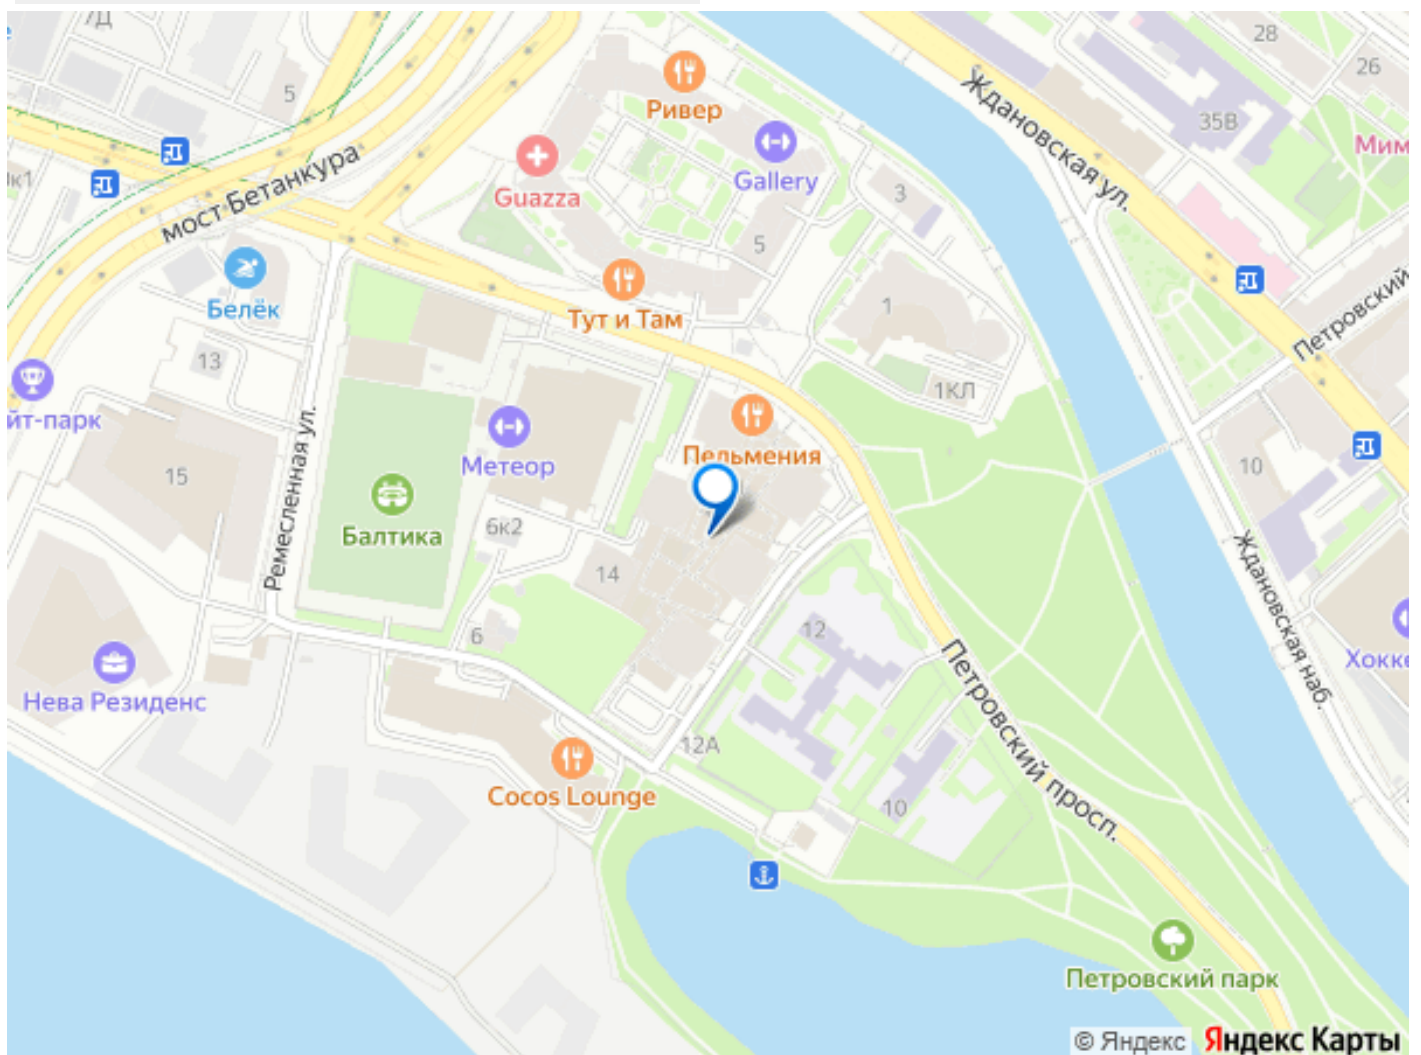 7Д
28
26
5
Ривер
35В
Ждановская ул.
Gallery
Мим
мост Бетанкура
Guazza
3
5
Белёк
Тут и Там
1
Петровский
13
1КЛ
йт-парк
Ремесленная ул.
Метеор
Пельмения
15
10
Балтика
6к2
14
Ждановская наб.
6
12
Хокке
Нева Резиденс
Петровский просп.
12А
Cocos Lounge
10
Петровский парк
© Яндекс Яндекс Карты